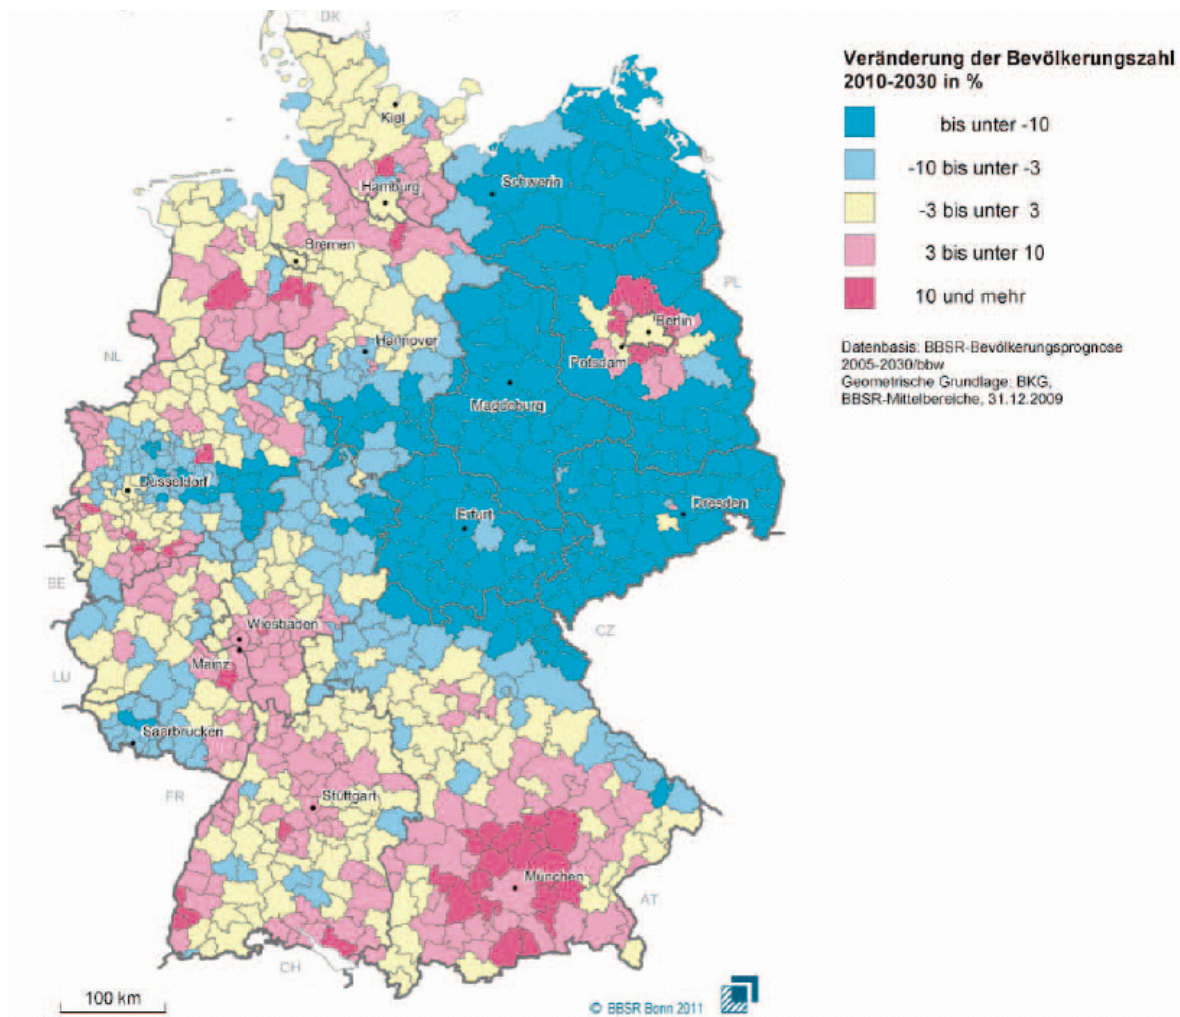 DK
Kiel
Schwerin
Hamburg
Bremen
PL
Berlin
NL
Hannover
Potsdam
Magdeburg
Düsseldorf
Erfurt
Dresden
BE
Wiesbaden
CZ
Mainz
LU
Saarbrücken
FR
Stuttgart
München
AT
CH
100 km
© BBSR Bonn 2011
Veränderung der Bevölkerungszahl
2010-2030 in %
bis unter -10
-10 bis unter -3
-3 bis unter 3
3 bis unter 10
10 und mehr
Datenbasis: BBSR-Bevölkerungsprognose
2005-2030/bbw
Geometrische Grundlage: BKG,
BBSR-Mittelbereiche, 31.12.2009